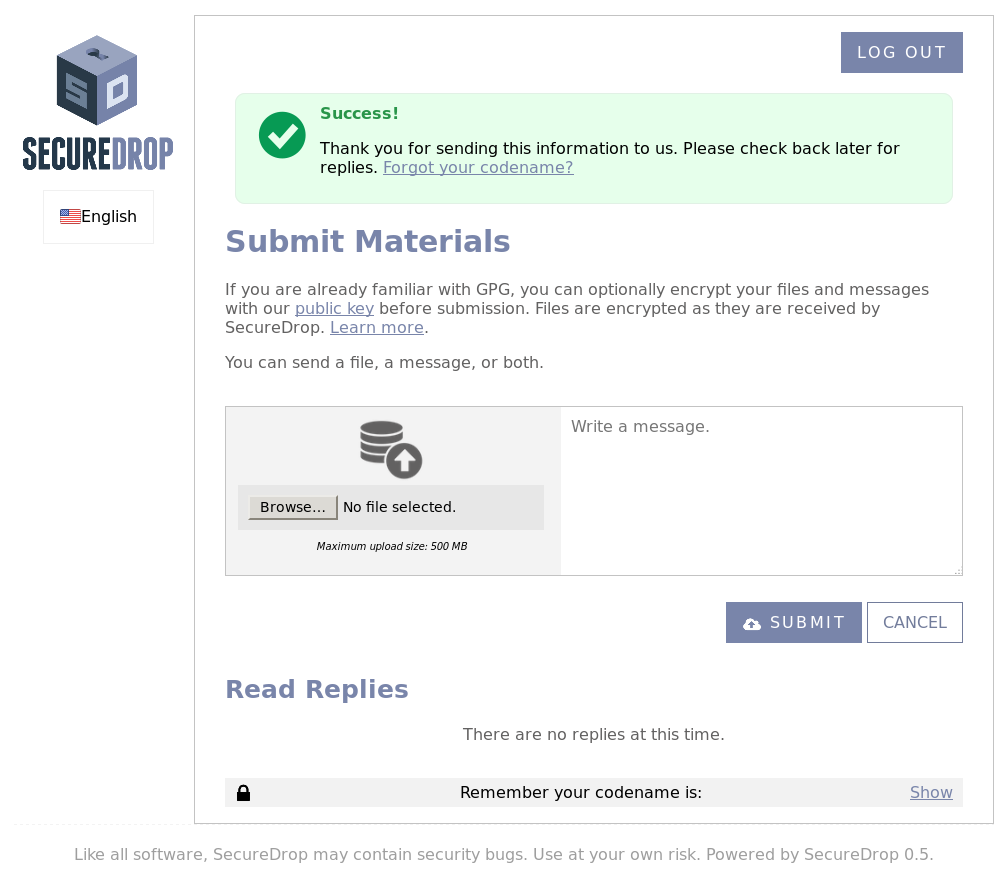 LOG OUT
SD
SECUREDROP
English
Success!
Thank you for sending this information to us. Please check back later for
replies. Forgot your codename?
Submit Materials
If you are already familiar with GPG, you can optionally encrypt your files and messages
with our public key before submission. Files are encrypted as they are received by
SecureDrop. Learn more.
You can send a file, a message, or both.
Write a message.
Browse... No file selected.
Maximum upload size: 500 MB
SUBMIT CANCEL
Read Replies
There are no replies at this time.
Remember your codename is: Show
Like all software, SecureDrop may contain security bugs. Use at your own risk. Powered by SecureDrop 0.5.